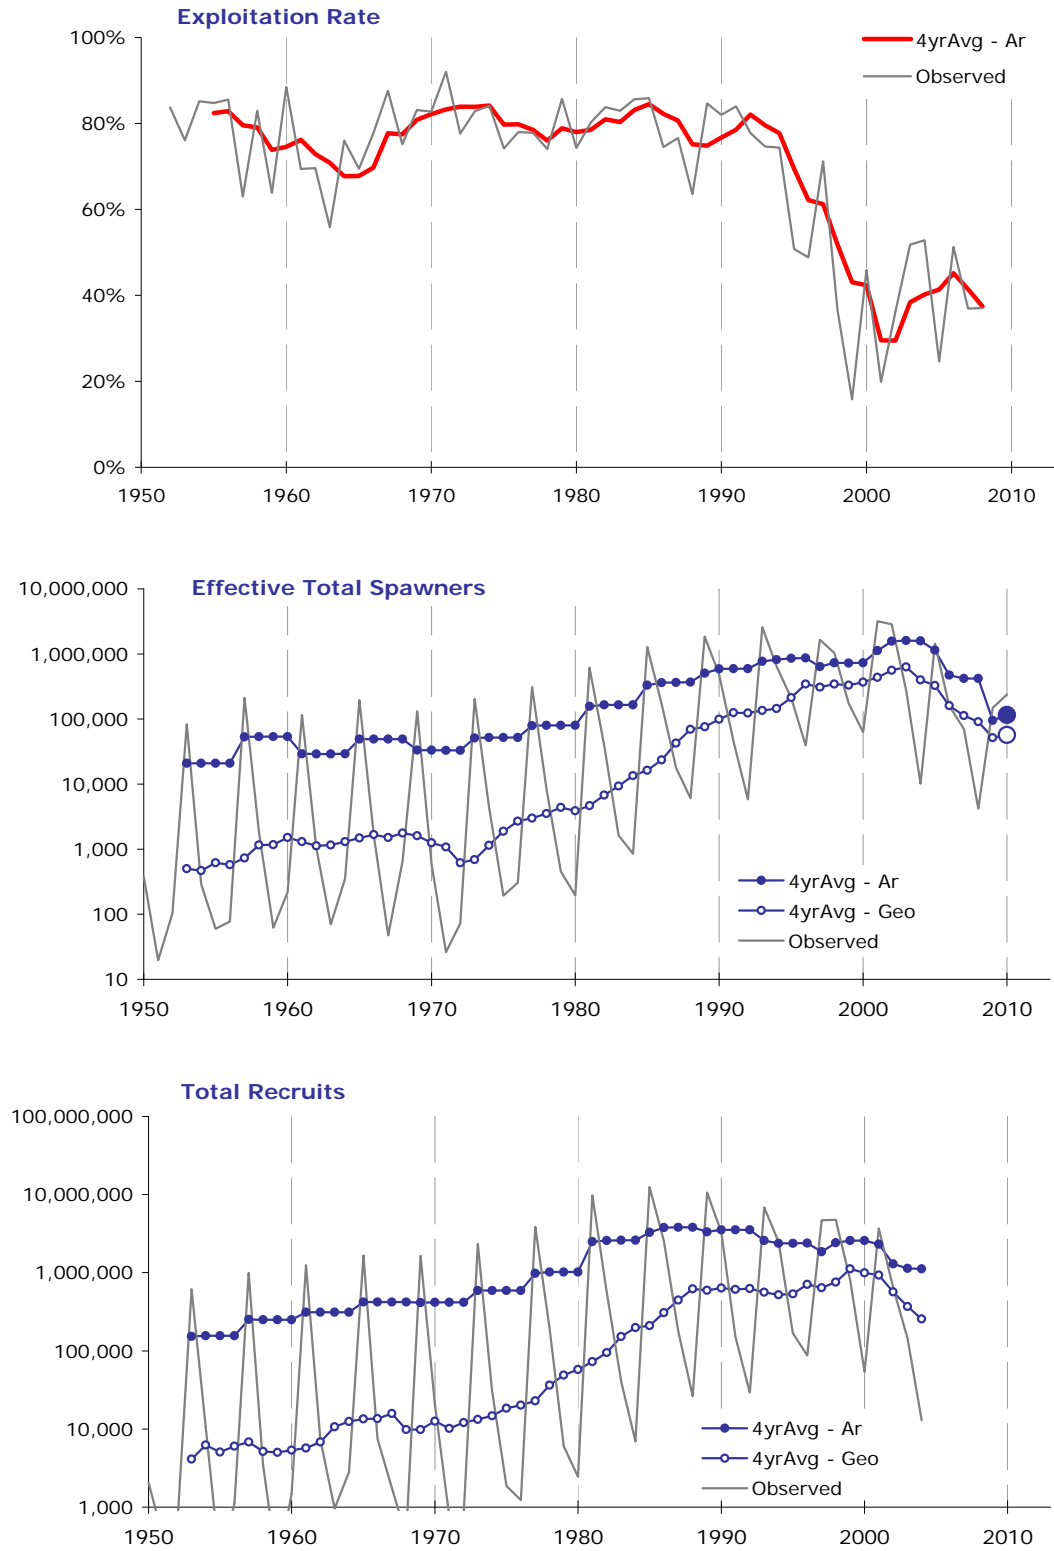 Exploitation Rate
100%
80%
60%
40%
20%
0%
1950 1960 1970 1980 1990 2000 2010
4yrAvg - Ar
Observed
Effective Total Spawners
10,000,000
1,000,000
100,000
10,000
1,000
100
10
1950 1960 1970 1980 1990 2000 2010
4yrAvg - Ar
4yrAvg - Geo
Observed
Total Recruits
100,000,000
10,000,000
1,000,000
100,000
10,000
1,000
1950 1960 1970 1980 1990 2000 2010
4yrAvg - Ar
4yrAvg - Geo
Observed